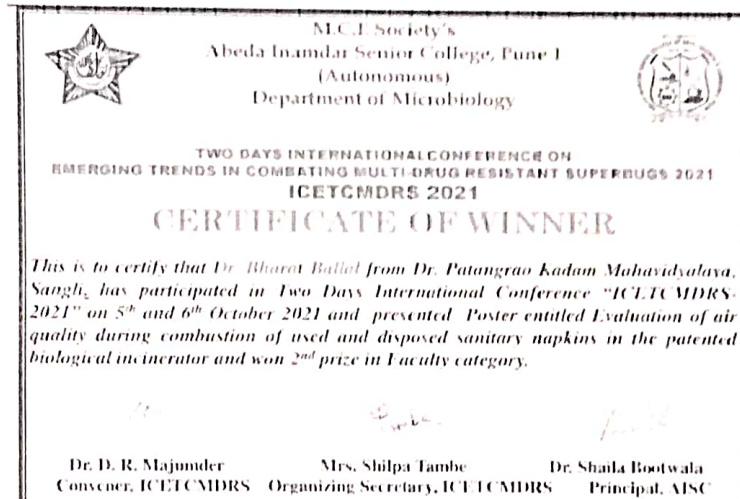 M.C.E Society's
Abeda Inamdar Senior College, Pune 1
(Autonomous)
Department of Microbiology
TWO DAYS INTERNATIONALCONFERENCE ON
EMERGING TRENDS IN COMBATING MULTI-DRUG RESISTANT SUPERBUGS 2021
ICETCMDRS 2021
CERTIFICATE OF WINNER
This is to certify that Dr. Bharat Ballal from Dr. Patangrao Kadam Mahavidyalaya,
Sangli, has participated in Two Days International Conference "ICETCMDRS-
2021" on 5th and 6th October 2021 and presented Poster entitled Evaluation of air
quality during combustion of used and disposed sanitary napkins in the patented
biological incinerator and won 2nd prize in Faculty category.
Dr. D. R. Majumder Mrs. Shilpa Tambe Dr. Shaila Bootwala
Convener, ICETCMDRS Organizing Secretary, ICETCMDRS Principal, AISC